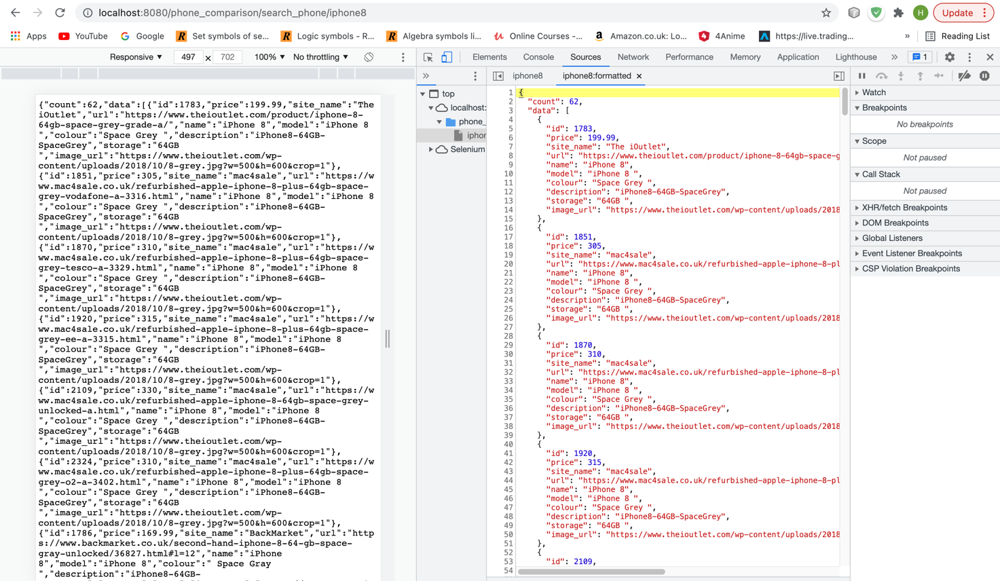 localhost:8080/phone_comparison/search_phone/iphone8
H
Update
Apps YouTube Google Set symbols of se... Logic symbols - R... Algebra symbols li... Online Courses -... Amazon.co.uk: Lo... 4Anime https://live.trading... » Reading List
Responsive ▼ 497 × 702 100% ▼ No throttling ▼
Elements Console Sources Network Performance Memory Application Lighthouse » 1
{"count":62,"data":[{"id":1783,"price":199.99,"site_name":"The
iOutlet","url":"https://www.theioutlet.com/product/iphone-8-
64gb-space-grey-grade-a/","name":"iPhone 8","model":"iPhone 8
","colour":"Space Grey ","description":"iPhone8-64GB-
SpaceGrey","storage":"64GB
","image_url":"https://www.theioutlet.com/wp-
content/uploads/2018/10/8-grey.jpg?w=500&h=600&crop=1"},
{"id":1851,"price":305,"site_name":"mac4sale","url":"https://w
ww.mac4sale.co.uk/refurbished-apple-iphone-8-plus-64gb-space-
grey-vodafone-a-3316.html","name":"iPhone 8","model":"iPhone 8
","colour":"Space Grey ","description":"iPhone8-64GB-
SpaceGrey","storage":"64GB
","image_url":"https://www.theioutlet.com/wp-
content/uploads/2018/10/8-grey.jpg?w=500&h=600&crop=1"},
{"id":1870,"price":310,"site_name":"mac4sale","url":"https://w
ww.mac4sale.co.uk/refurbished-apple-iphone-8-plus-64gb-space-
grey-tesco-a-3329.html","name":"iPhone 8","model":"iPhone 8
","colour":"Space Grey ","description":"iPhone8-64GB-
SpaceGrey","storage":"64GB
","image_url":"https://www.theioutlet.com/wp-
content/uploads/2018/10/8-grey.jpg?w=500&h=600&crop=1"},
{"id":1920,"price":315,"site_name":"mac4sale","url":"https://w
ww.mac4sale.co.uk/refurbished-apple-iphone-8-plus-64gb-space-
grey-ee-a-3315.html","name":"iPhone 8","model":"iPhone 8
","colour":"Space Grey ","description":"iPhone8-64GB-
SpaceGrey","storage":"64GB
","image_url":"https://www.theioutlet.com/wp-
content/uploads/2018/10/8-grey.jpg?w=500&h=600&crop=1"},
{"id":2109,"price":330,"site_name":"mac4sale","url":"https://w
ww.mac4sale.co.uk/refurbished-apple-iphone-8-64gb-space-grey-
unlocked-a.html","name":"iPhone 8","model":"iPhone 8
","colour":"Space Grey ","description":"iPhone8-64GB-
SpaceGrey","storage":"64GB
","image_url":"https://www.theioutlet.com/wp-
content/uploads/2018/10/8-grey.jpg?w=500&h=600&crop=1"},
{"id":2324,"price":310,"site_name":"mac4sale","url":"https://w
ww.mac4sale.co.uk/refurbished-apple-iphone-8-plus-64gb-space-
grey-o2-a-3402.html","name":"iPhone 8","model":"iPhone 8
","colour":"Space Grey ","description":"iPhone8-64GB-
SpaceGrey","storage":"64GB
","image_url":"https://www.theioutlet.com/wp-
content/uploads/2018/10/8-grey.jpg?w=500&h=600&crop=1"},
{"id":1786,"price":169.99,"site_name":"BackMarket","url":"http
s://www.backmarket.co.uk/second-hand-iphone-8-64-gb-space-
gray-unlocked/36827.html#l=12","name":"iPhone
8","model":"iPhone 8","colour":" Space Gray
","description":"iPhone8-64GB-
»
top
localhost:
phone_
iphor
Selenium
iphone8 iphone8:formatted ×
1 {
2 "count": 62,
3 "data": [
4 {
5 "id": 1783,
6 "price": 199.99,
7 "site_name": "The iOutlet",
8 "url": "https://www.theioutlet.com/product/iphone-8-64gb-space-g
9 "name": "iPhone 8",
10 "model": "iPhone 8 ",
11 "colour": "Space Grey ",
12 "description": "iPhone8-64GB-SpaceGrey",
13 "storage": "64GB ",
14 "image_url": "https://www.theioutlet.com/wp-content/uploads/2018
15 },
16 {
17 "id": 1851,
18 "price": 305,
19 "site_name": "mac4sale",
20 "url": "https://www.mac4sale.co.uk/refurbished-apple-iphone-8-pl
21 "name": "iPhone 8",
22 "model": "iPhone 8 ",
23 "colour": "Space Grey ",
24 "description": "iPhone8-64GB-SpaceGrey",
25 "storage": "64GB ",
26 "image_url": "https://www.theioutlet.com/wp-content/uploads/2018
27 },
28 {
29 "id": 1870,
30 "price": 310,
31 "site_name": "mac4sale",
32 "url": "https://www.mac4sale.co.uk/refurbished-apple-iphone-8-pl
33 "name": "iPhone 8",
34 "model": "iPhone 8 ",
35 "colour": "Space Grey ",
36 "description": "iPhone8-64GB-SpaceGrey",
37 "storage": "64GB ",
38 "image_url": "https://www.theioutlet.com/wp-content/uploads/2018
39 },
40 {
41 "id": 1920,
42 "price": 315,
43 "site_name": "mac4sale",
44 "url": "https://www.mac4sale.co.uk/refurbished-apple-iphone-8-pl
45 "name": "iPhone 8",
46 "model": "iPhone 8 ",
47 "colour": "Space Grey ",
48 "description": "iPhone8-64GB-SpaceGrey",
49 "storage": "64GB ",
50 "image_url": "https://www.theioutlet.com/wp-content/uploads/2018
51 },
52 {
53 "id": 2109,
54
Watch
Breakpoints
No breakpoints
Scope
Not paused
Call Stack
Not paused
XHR/fetch Breakpoints
DOM Breakpoints
Global Listeners
Event Listener Breakpoints
CSP Violation Breakpoints